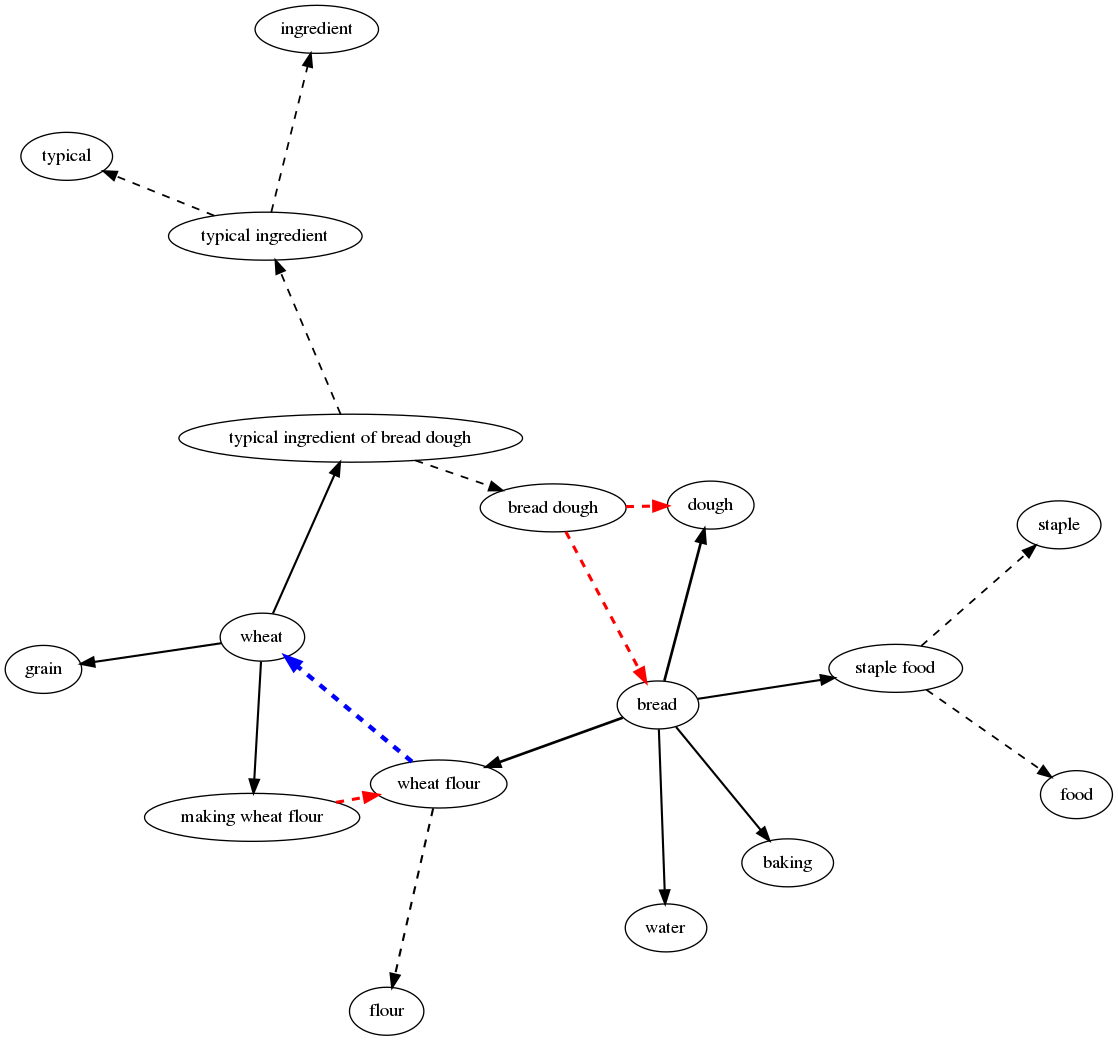 ingredient
typical
typical ingredient
typical ingredient of bread dough
bread dough
dough
staple
wheat
grain
staple food
bread
wheat flour
food
making wheat flour
baking
water
flour